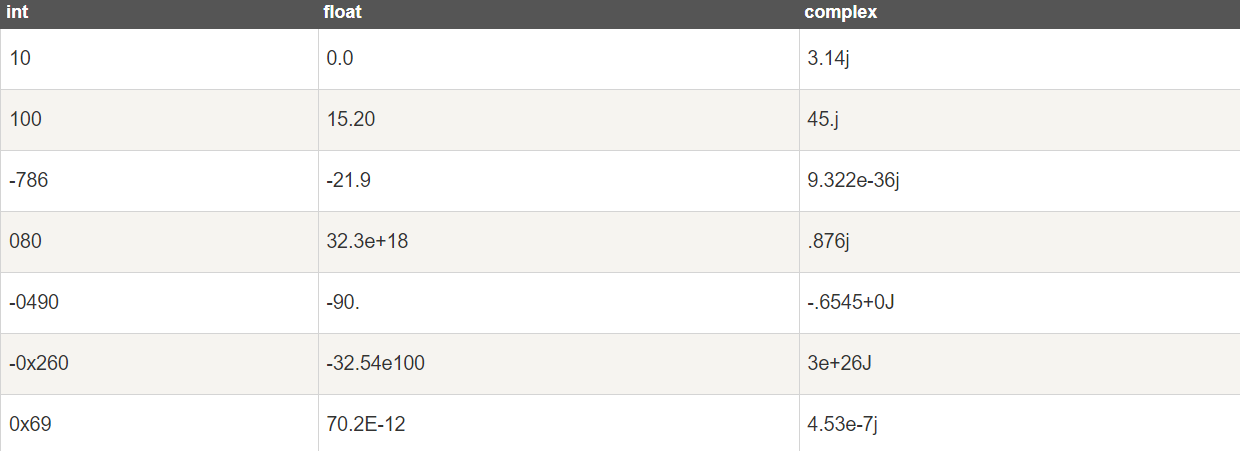 int float complex
10 0.0 3.14j
100 15.20 45.j
-786 -21.9 9.322e-36j
080 32.3e+18 .876j
-0490 -90. -.6545+0J
-0x260 -32.54e100 3e+26J
0x69 70.2E-12 4.53e-7j